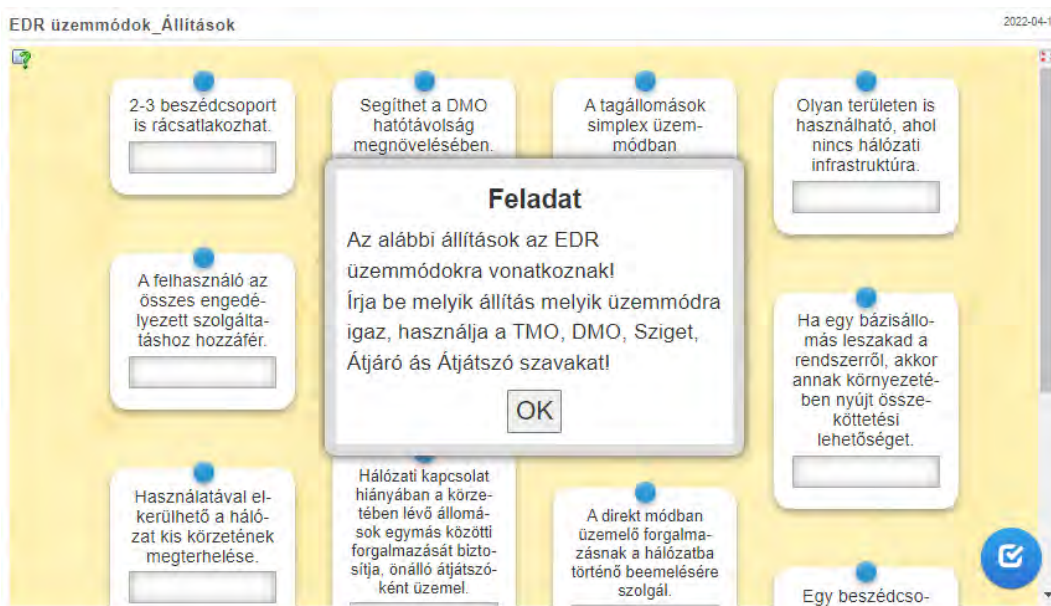 EDR üzemmódok_Állítások
2022-04-1
2-3 beszédcsoport
is rácsatlakozhat.
Segíthet a DMO
hatótávolság
megnövelésében.
A tagállomások
simplex üzem-
módban
Olyan területen is
használható, ahol
nincs hálózati
infrastruktúra.
Feladat
Az alábbi állítások az EDR
üzemmódokra vonatkoznak!
Írja be melyik állítás melyik üzemmódra
igaz, használja a TMO, DMO, Sziget,
Átjáró ás Átjátszó szavakat!
OK
A felhasználó az
összes engedé-
lyezett szolgálta-
táshoz hozzáfér.
Ha egy bázisállo-
más leszakad a
rendszerről, akkor
annak környezeté-
ben nyújt össze-
köttetési
lehetőséget.
Használatával el-
kerülhető a háló-
zat kis körzetének
megterhelése.
Hálózati kapcsolat
hiányában a körze-
tében lévő állomá-
sok egymás közötti
forgalmazását bizto-
sítja, önálló átjátszó-
ként üzemel.
A direkt módban
üzemelő forgalma-
zásnak a hálózatba
történő beemelésére
szolgál.
Egy beszédcso-